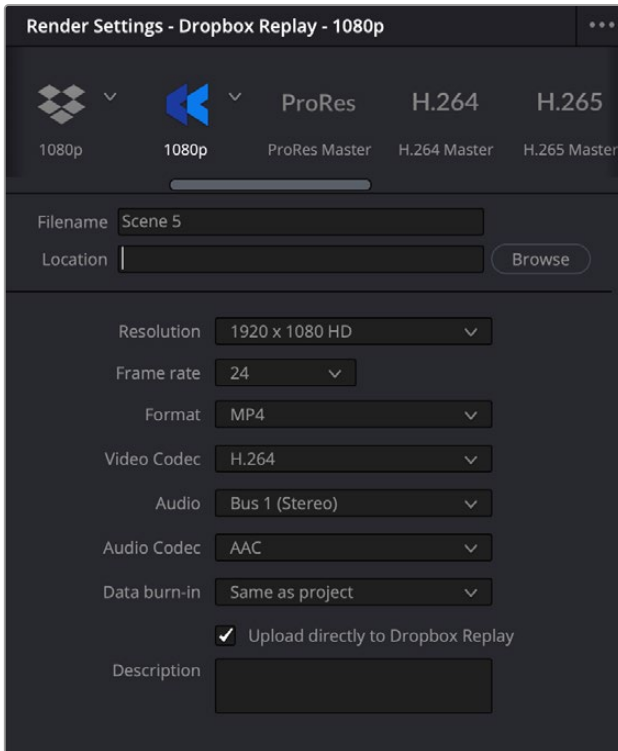 Render Settings - Dropbox Replay - 1080p
ProRes H.264 H.265
1080p 1080p ProRes Master H.264 Master H.265 Master
Filename Scene 5
Location Browse
Resolution 1920 x 1080 HD
Frame rate 24
Format MP4
Video Codec H.264
Audio Bus 1 (Stereo)
Audio Codec AAC
Data burn-in Same as project
Upload directly to Dropbox Replay
Description